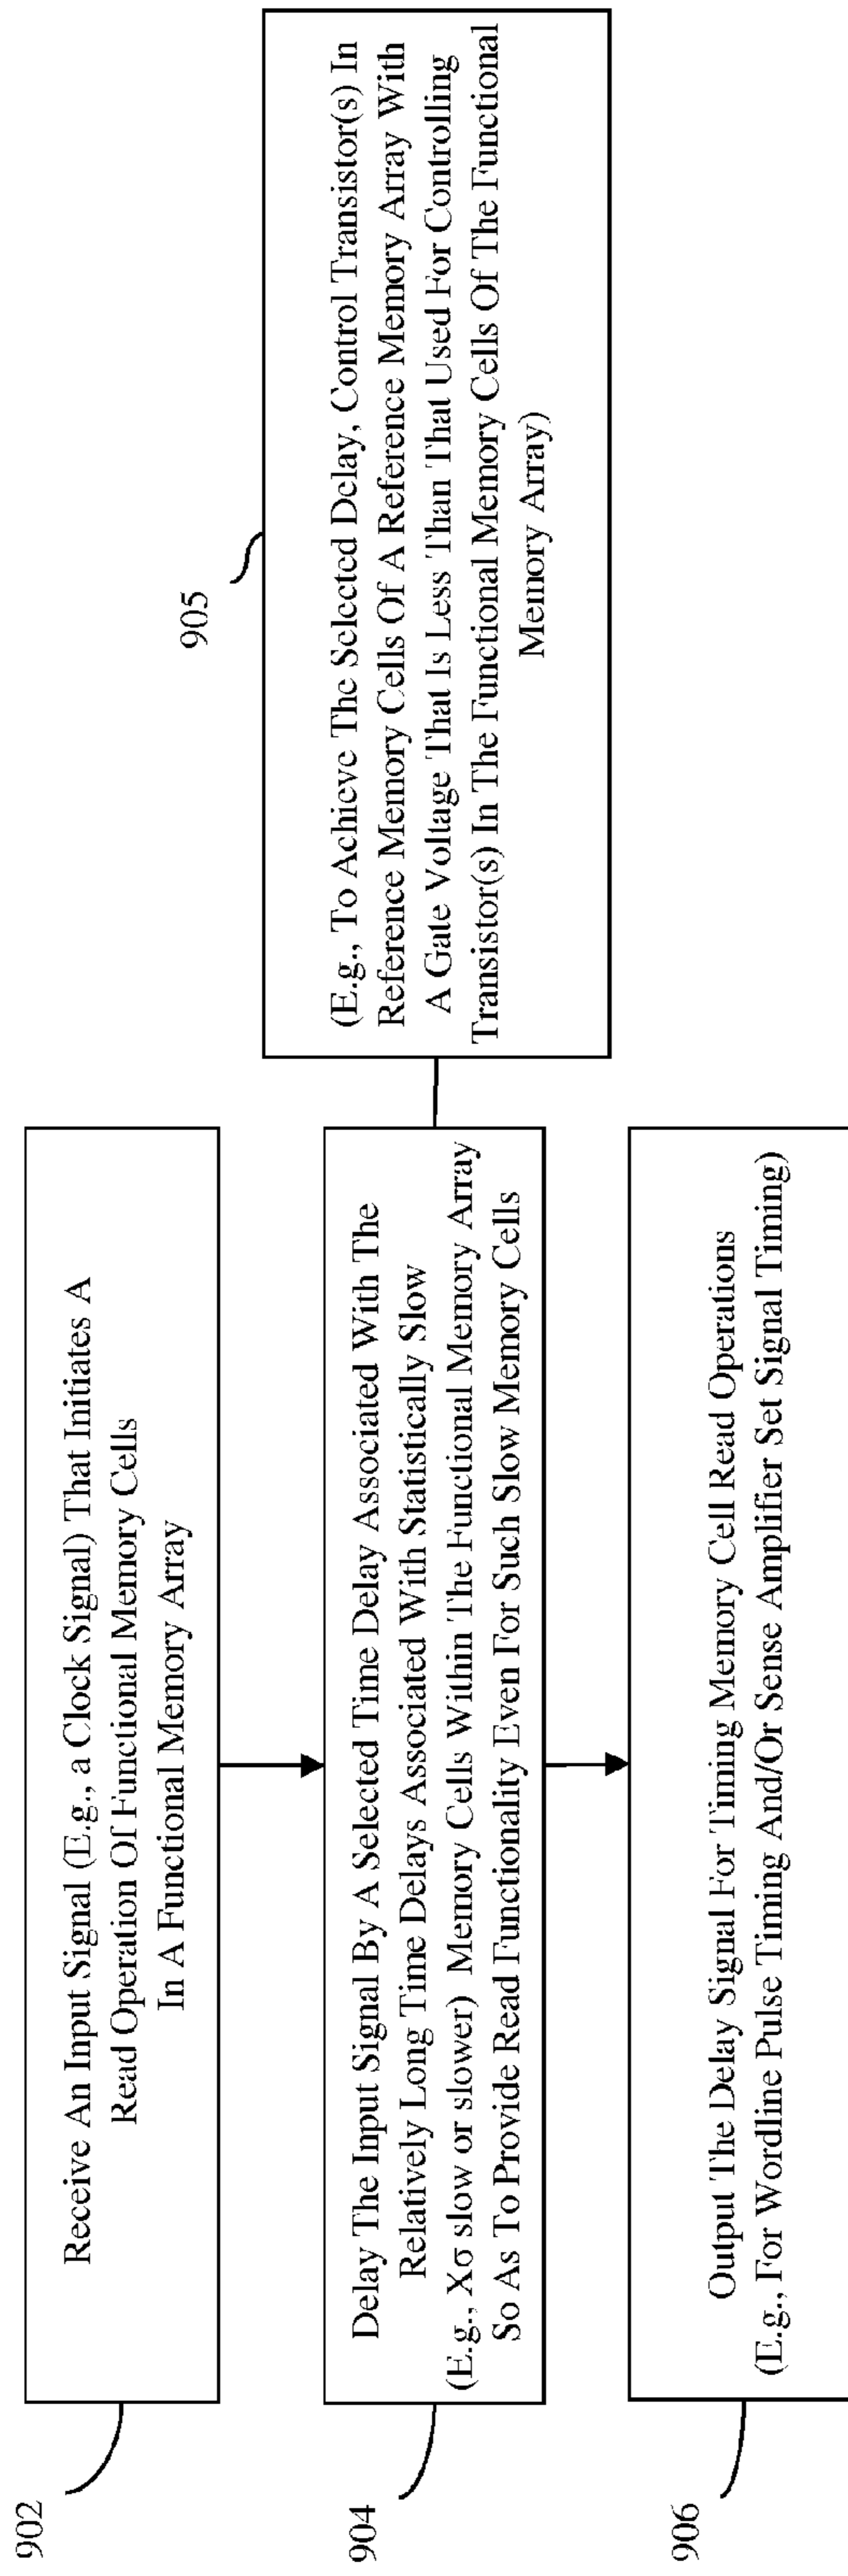 902
Receive An Input Signal (E.g., a Clock Signal) That Initiates A
Read Operation Of Functional Memory Cells
In A Functional Memory Array
904
Delay The Input Signal By A Selected Time Delay Associated With The
Relatively Long Time Delays Associated With Statistically Slow
(E.g., Xσ slow or slower) Memory Cells Within The Functional Memory Array
So As To Provide Read Functionality Even For Such Slow Memory Cells
905
(E.g., To Achieve The Selected Delay, Control Transistor(s) In
Reference Memory Cells Of A Reference Memory Array With
A Gate Voltage That Is Less Than That Used For Controlling
Transistor(s) In The Functional Memory Cells Of The Functional
Memory Array)
906
Output The Delay Signal For Timing Memory Cell Read Operations
(E.g., For Wordline Pulse Timing And/Or Sense Amplifier Set Signal Timing)